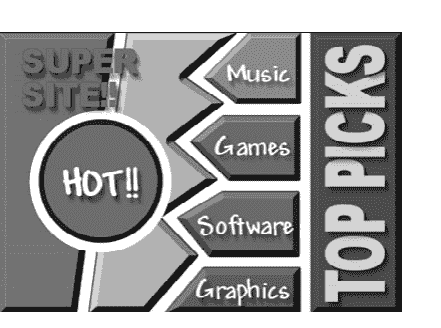 SUPER
SITE!
HOT!!
Music
Games
Software
Graphics
TOP PICKS